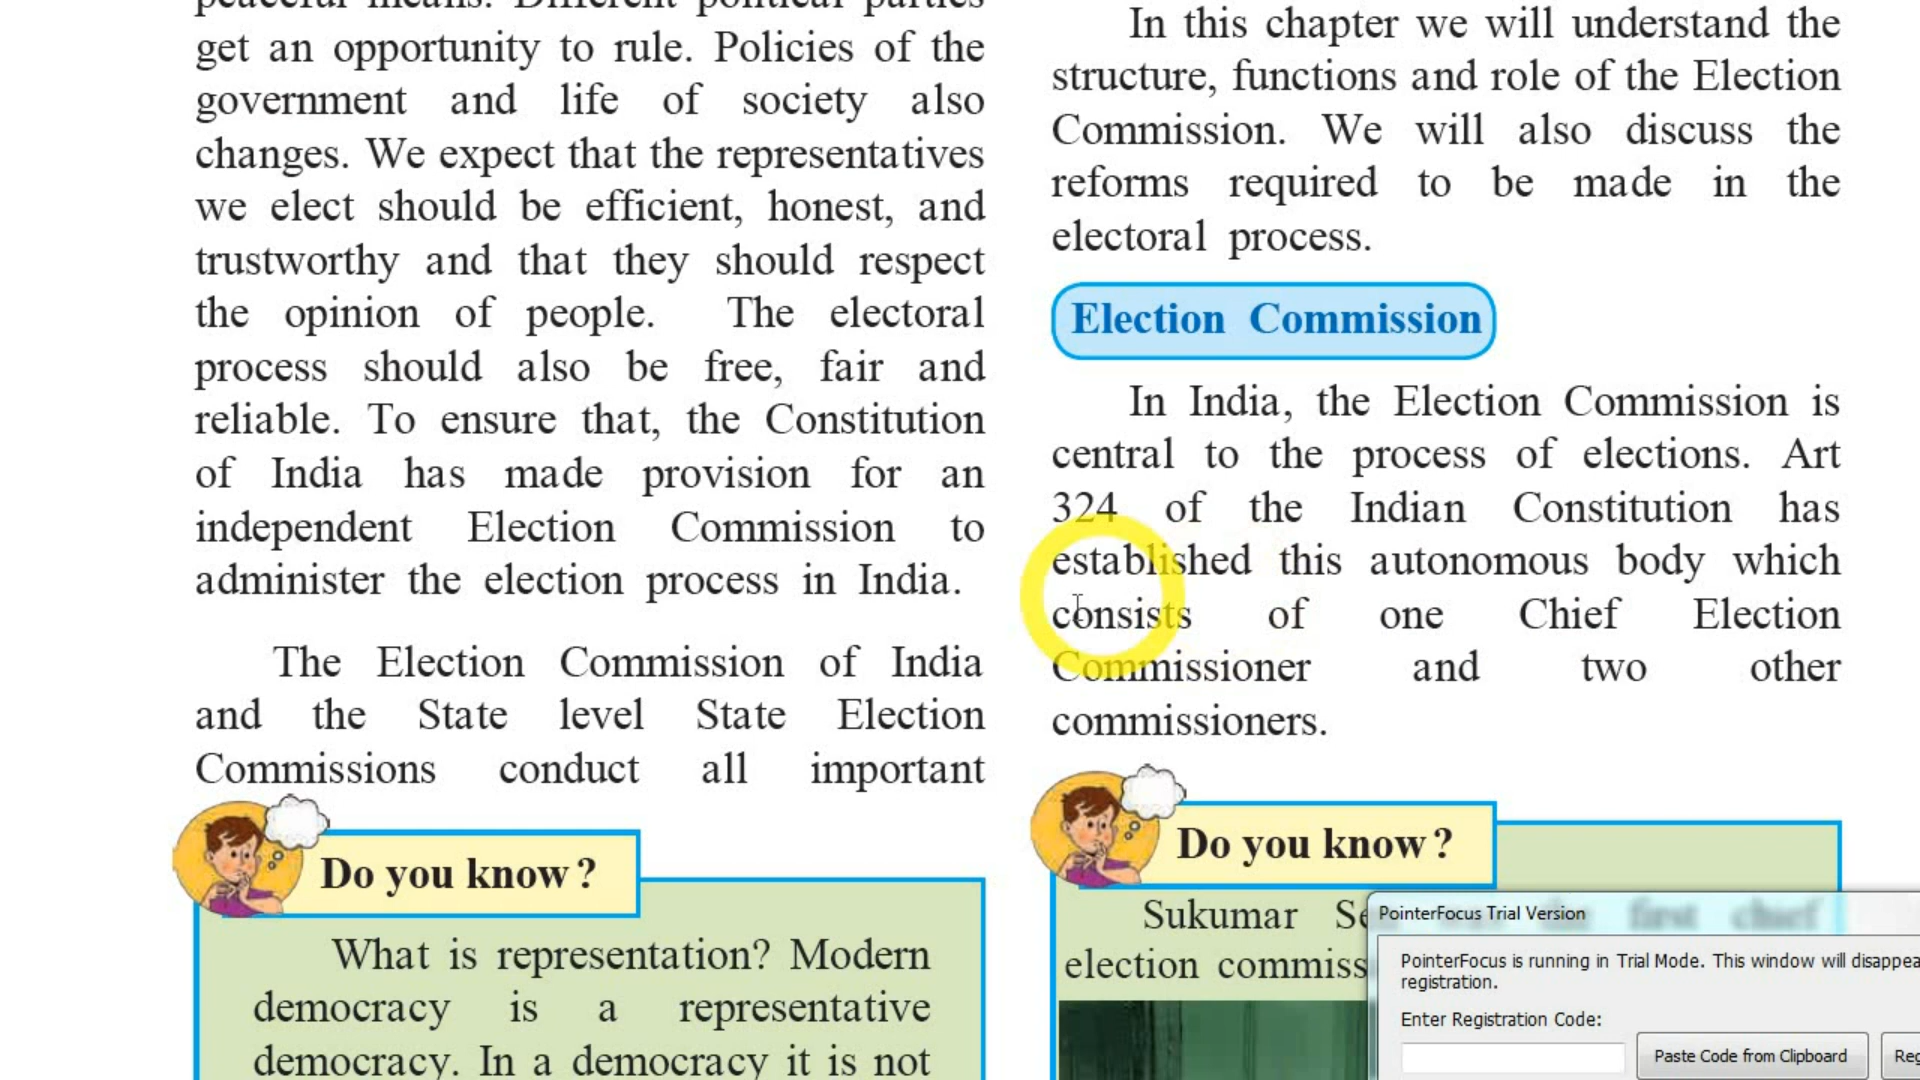 peaceful means. Different political parties
get an opportunity to rule. Policies of the
government and life of society also
changes. We expect that the representatives
we elect should be efficient, honest, and
trustworthy and that they should respect
the opinion of people. The electoral
process should also be free, fair and
reliable. To ensure that, the Constitution
of India has made provision for an
independent Election Commission to
administer the election process in India.
The Election Commission of India
and the State level State Election
Commissions conduct all important
Do you know?
What is representation? Modern
democracy is a representative
democracy. In a democracy it is not
In this chapter we will understand the
structure, functions and role of the Election
Commission. We will also discuss the
reforms required to be made in the
electoral process.
Election Commission
In India, the Election Commission is
central to the process of elections. Art
324 of the Indian Constitution has
established this autonomous body which
consists of one Chief Election
Commissioner and two other
commissioners.
Do you know?
Sukumar first chief
election commiss
PointerFocus Trial Version
PointerFocus is running in Trial Mode. This window will disappea
registration.
Enter Registration Code:
Paste Code from Clipboard
Reg